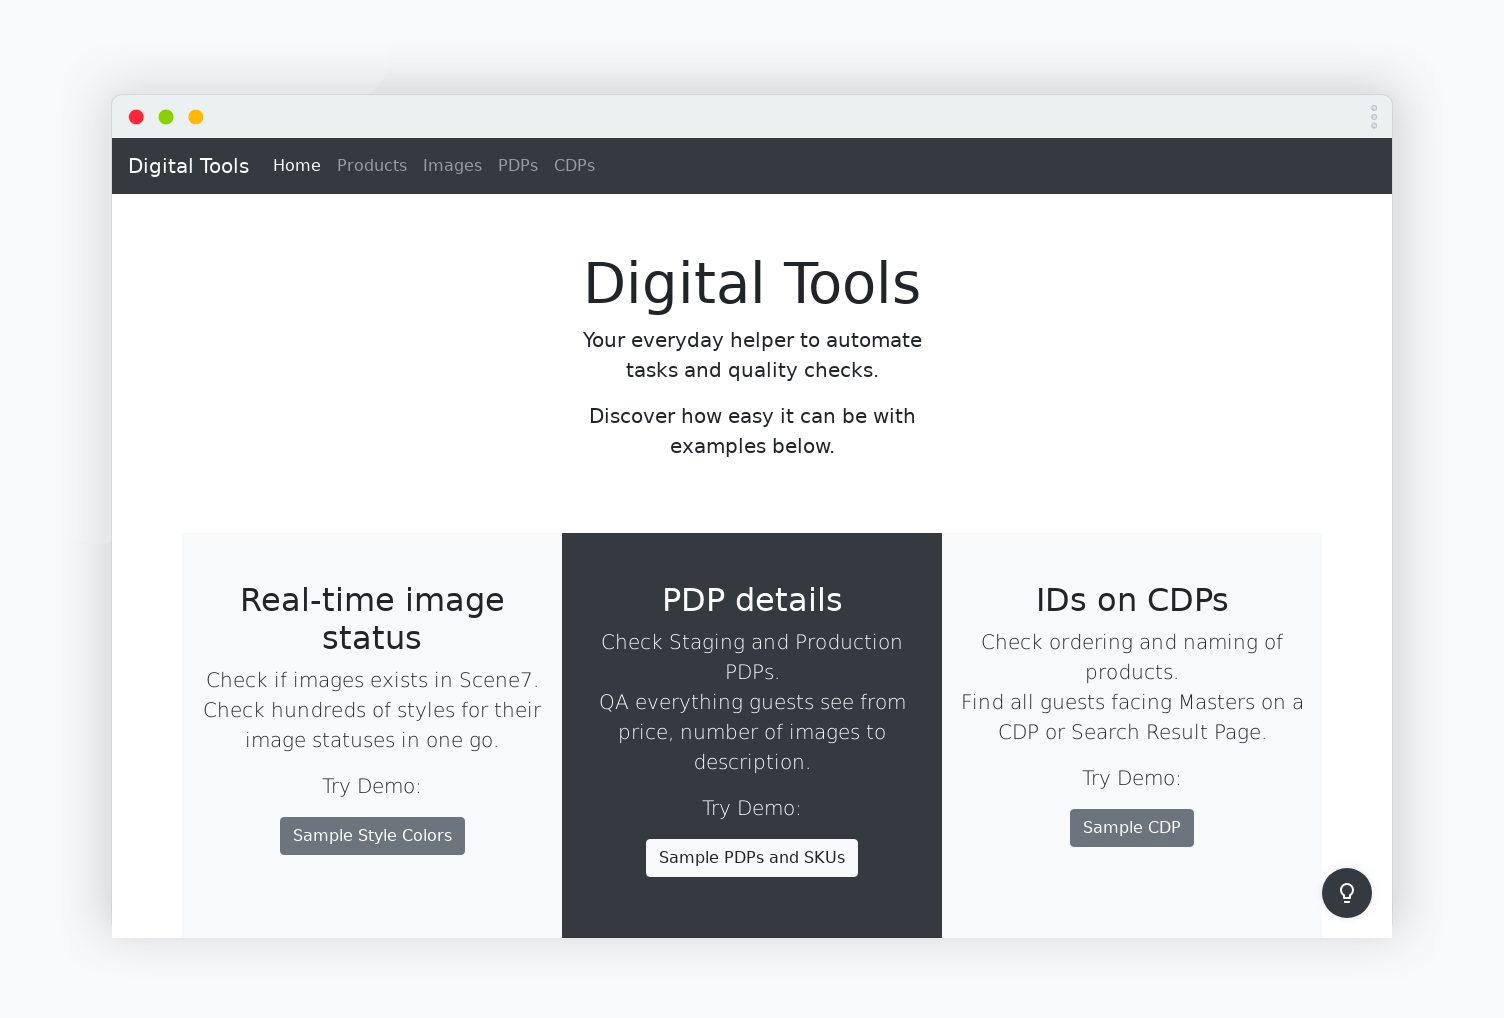 Digital Tools Home Products Images PDPs CDPs
Digital Tools
Your everyday helper to automate
tasks and quality checks.
Discover how easy it can be with
examples below.
Real-time image
status
Check if images exists in Scene7.
Check hundreds of styles for their
image statuses in one go.
Try Demo:
Sample Style Colors
PDP details
Check Staging and Production
PDPs.
QA everything guests see from
price, number of images to
description.
Try Demo:
Sample PDPs and SKUs
IDs on CDPs
Check ordering and naming of
products.
Find all guests facing Masters on a
CDP or Search Result Page.
Try Demo:
Sample CDP